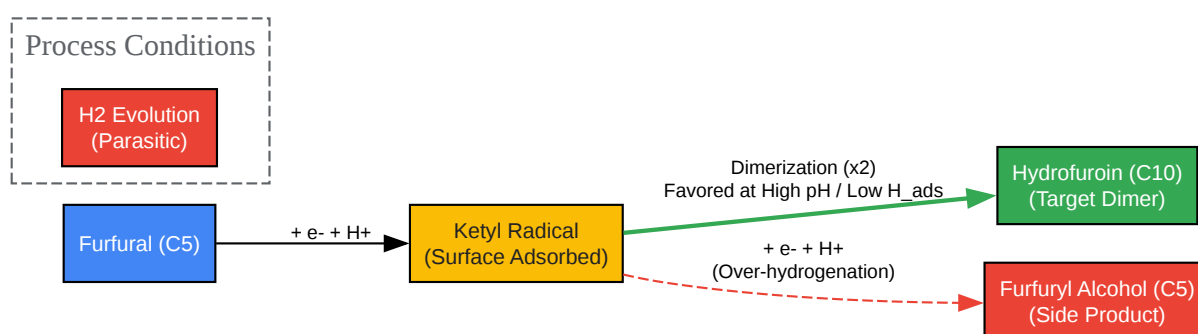 Process Conditions
H2 Evolution
(Parasitic)
Furfural (C5)
+ e- + H+
Ketyl Radical
(Surface Adsorbed)
Dimerization (x2)
Favored at High pH / Low H_ads
+ e- + H+
(Over-hydrogenation)
Hydrofuroin (C10)
(Target Dimer)
Furfuryl Alcohol (C5)
(Side Product)